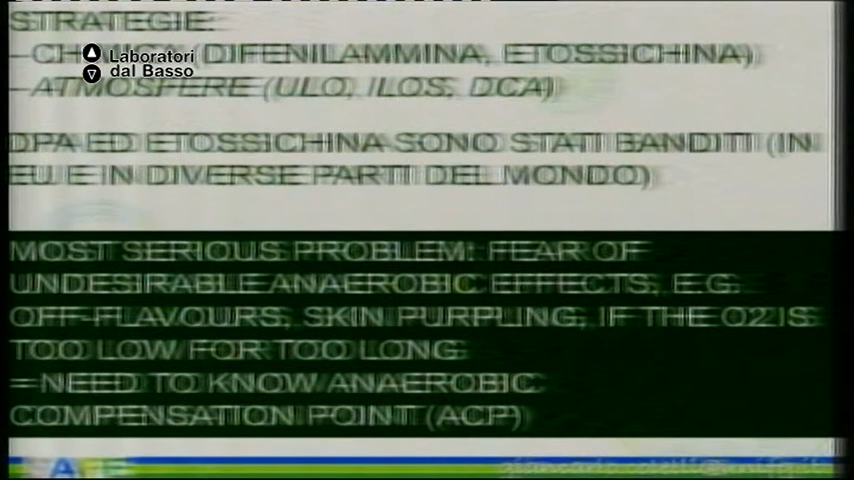 STRATEGIE:
(DIFENILAMMINA, ETOSSICHINA)
Laboratori
dal Basso
-ATMOSFERE (ULO, ILOS, DCA)
DPA ED ETOSSICHINA SONO STATI BANDITI (IN
EU E IN DIVERSE PARTI DEL MONDO)
MOST SERIOUS PROBLEM: FEAR OF
UNDESIRABLE ANAEROBIC EFFECTS, E.G.
OFF-FLAVOURS, SKIN PURPLING, IF THE O2 IS
TOO LOW FOR TOO LONG
= NEED TO KNOW ANAEROBIC
COMPENSATION POINT (ACP)